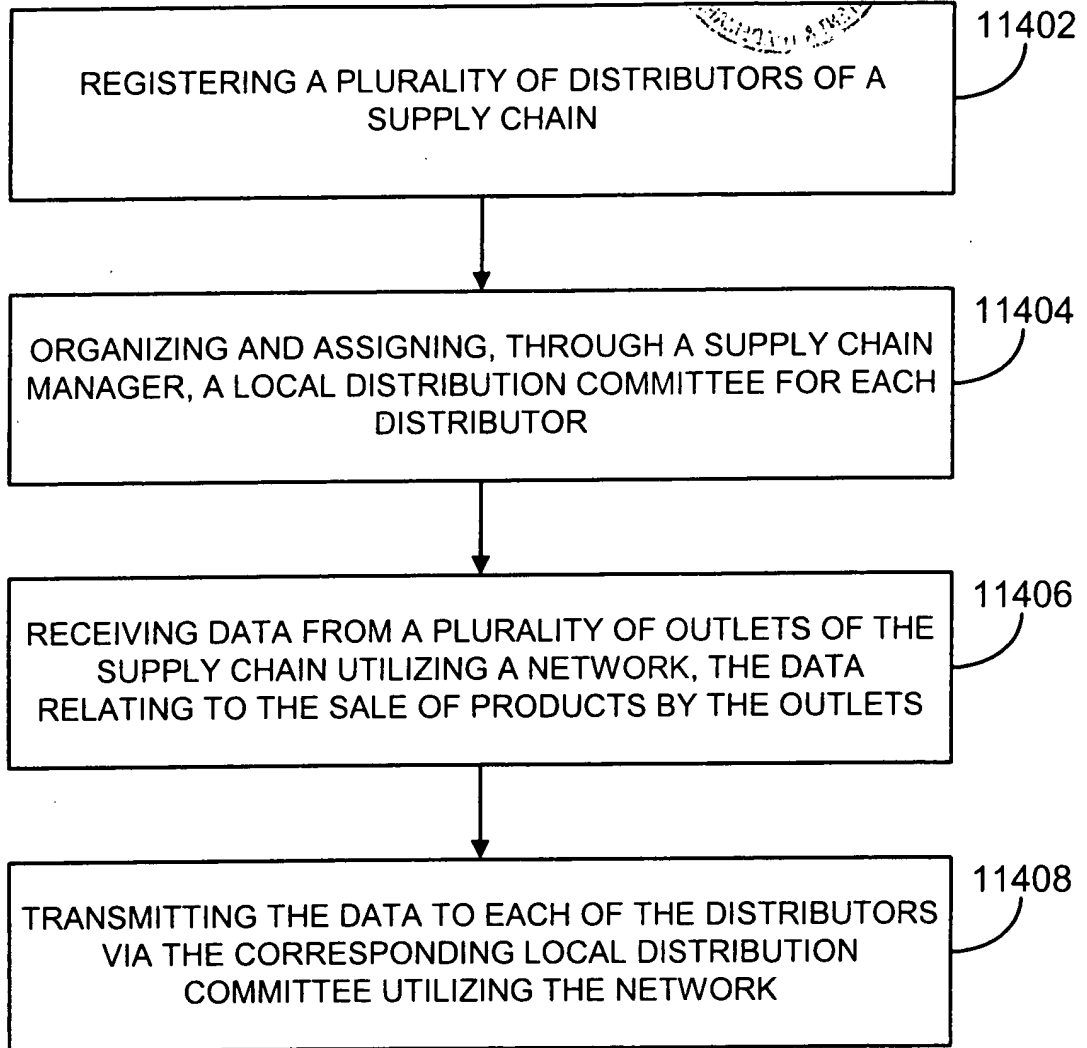 11402
REGISTERING A PLURALITY OF DISTRIBUTORS OF A
SUPPLY CHAIN
11404
ORGANIZING AND ASSIGNING, THROUGH A SUPPLY CHAIN
MANAGER, A LOCAL DISTRIBUTION COMMITTEE FOR EACH
DISTRIBUTOR
11406
RECEIVING DATA FROM A PLURALITY OF OUTLETS OF THE
SUPPLY CHAIN UTILIZING A NETWORK, THE DATA
RELATING TO THE SALE OF PRODUCTS BY THE OUTLETS
11408
TRANSMITTING THE DATA TO EACH OF THE DISTRIBUTORS
VIA THE CORRESPONDING LOCAL DISTRIBUTION
COMMITTEE UTILIZING THE NETWORK